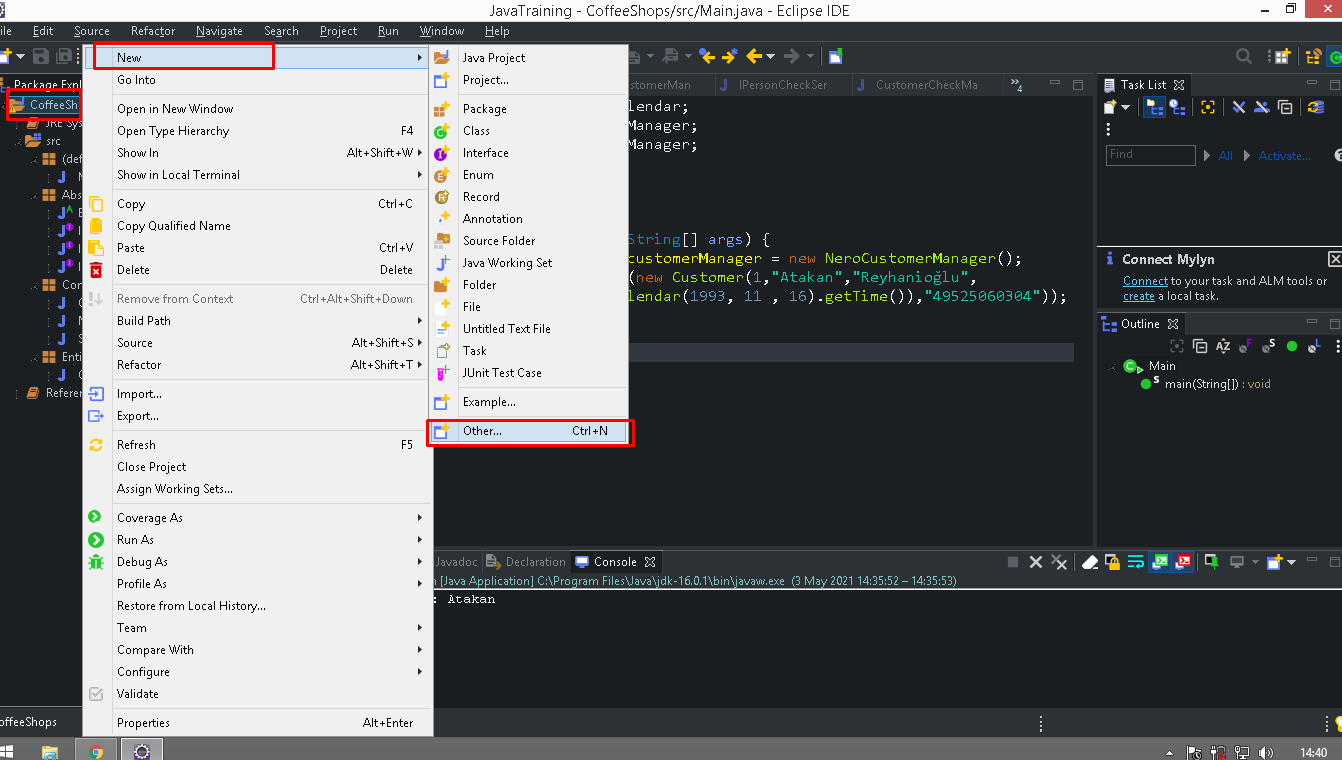 JavaTraining - CoffeeShops/src/Main.java - Eclipse IDE
ile Edit Source Refactor Navigate Search Project Run Window Help
Package Expl
CoffeeSh
JRE Sys
src
(def
Abs
Con
Enti
Referen
New
Go Into
Open in New Window
Open Type Hierarchy F4
Show In Alt+Shift+W
Show in Local Terminal
Copy Ctrl+C
Copy Qualified Name
Paste Ctrl+V
Delete Delete
Remove from Context Ctrl+Alt+Shift+Down
Build Path
Source Alt+Shift+S
Refactor Alt+Shift+T
Import...
Export...
Refresh F5
Close Project
Assign Working Sets...
Coverage As
Run As
Debug As
Profile As
Restore from Local History...
Team
Compare With
Configure
Validate
Properties Alt+Enter
Java Project
Project...
Package
Class
Interface
Enum
Record
Annotation
Source Folder
Java Working Set
Folder
File
Untitled Text File
Task
JUnit Test Case
Example...
Other... Ctrl+N
stomerMan IPersonCheckSer CustomerCheckMa »4
lendar;
Manager;
Manager;
String[] args) {
customerManager = new NeroCustomerManager();
(new Customer(1,"Atakan","Reyhanioğlu",
lendar(1993, 11 , 16).getTime()),"49525060304"));
Task List
Find All Activate...
Connect Mylyn
Connect to your task and ALM tools or
create a local task.
Outline
Main
main(String[]) : void
Javadoc Declaration Console
[Java Application] C:\Program Files\Java\jdk-16.0.1\bin\javaw.exe (3 May 2021 14:35:52 – 14:35:53)
: Atakan
offeeShops
14:40